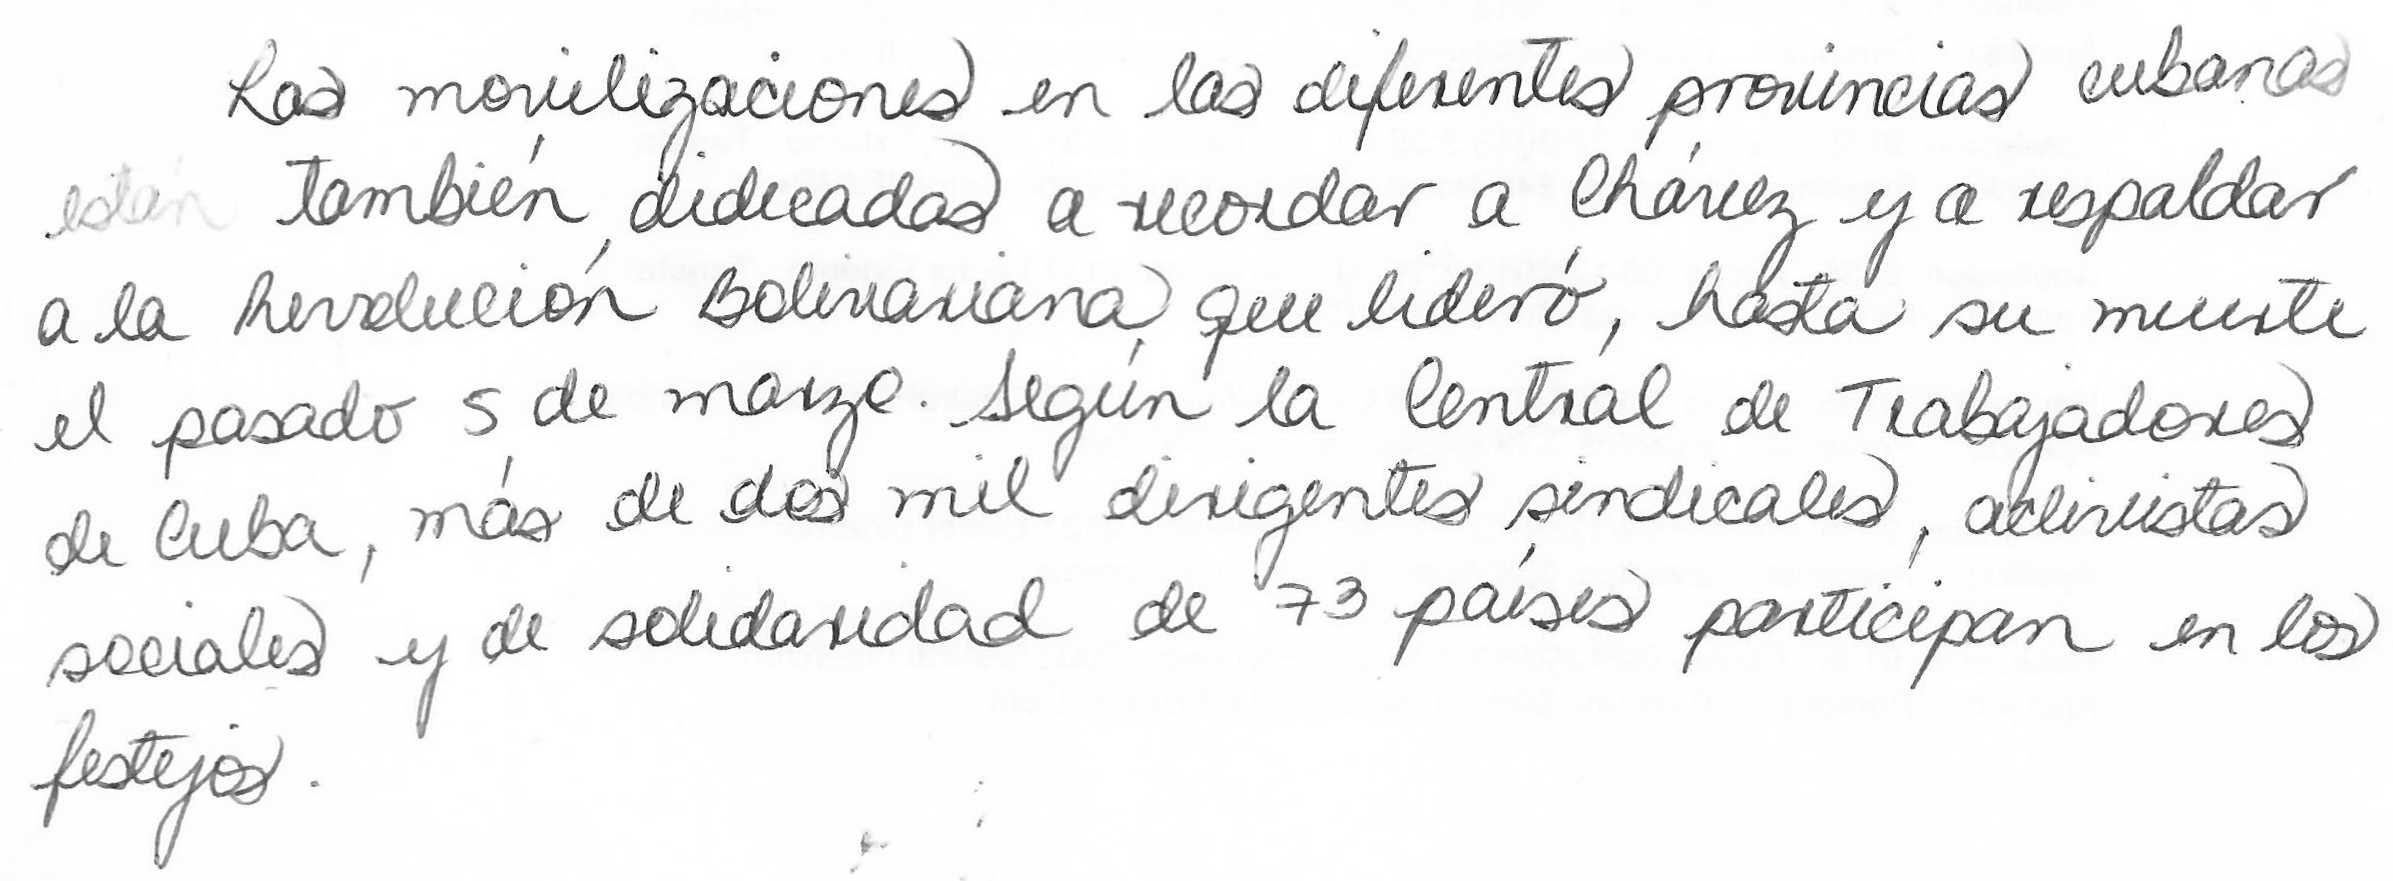 Las movilizaciones en las diferentes provincias cubanas
están también didecadas a recordar a Chávez y a respaldar
a la Revolución Bolivariana que lideró, hasta su muerte
el pasado 5 de marzo. Según la Central de Trabajadores
de Cuba, más de dos mil dirigentes sindicales, activistas
sociales y de solidaridad de 73 países participan en los
festejos.